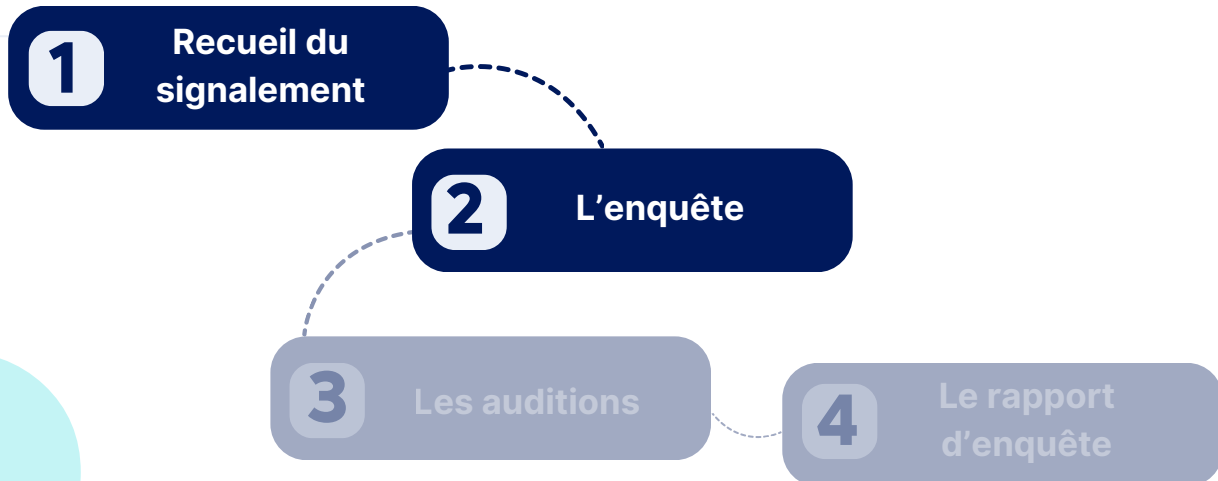 1
Recueil du
signalement
2
L’enquête
3
Les auditions
4
Le rapport
d’enquête